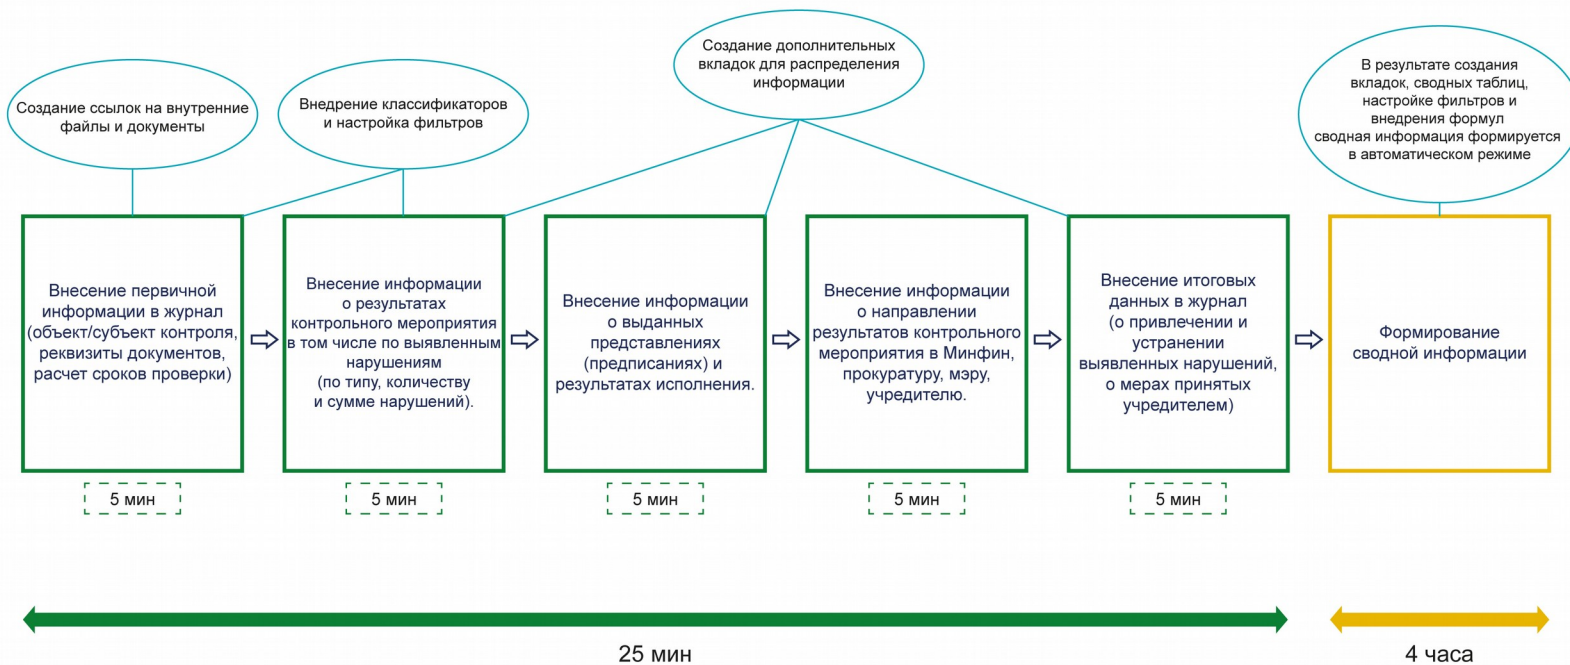 Создание ссылок на внутренние
файлы и документы
Внедрение классификаторов
и настройка фильтров
Создание дополнительных
вкладок для распределения
информации
В результате создания
вкладок, сводных таблиц,
настройке фильтров и
внедрения формул
сводная информация формируется
в автоматическом режиме
Внесение первичной
информации в журнал
(объект/субъект контроля,
реквизиты документов,
расчет сроков проверки)
Внесение информации
о результатах
контрольного мероприятия
в том числе по выявленным
нарушениям
(по типу, количеству
и сумме нарушений).
Внесение информации
о выданных
представлениях
(предписаниях) и
результатах исполнения.
Внесение информации
о направлении
результатов контрольного
мероприятия в Минфин,
прокуратуру, мэру,
учредителю.
Внесение итоговых
данных в журнал
(о привлечении и
устранении
выявленных нарушений,
о мерах принятых
учредителем)
Формирование
сводной информации
5 мин
5 мин
5 мин
5 мин
5 мин
25 мин
4 часа